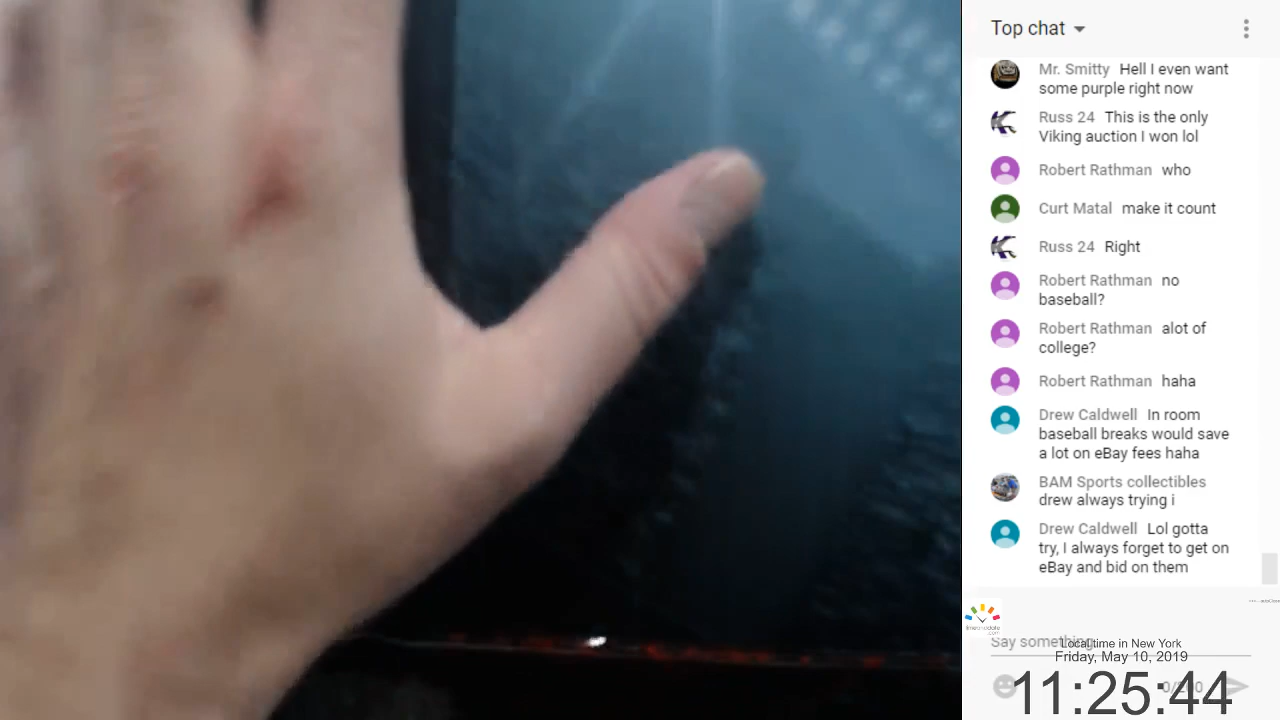 Top chat
Mr. Smitty Hell I even want
some purple right now
Russ 24 This is the only
Viking auction I won lol
Robert Rathman who
Curt Matal make it count
Russ 24 Right
Robert Rathman no
baseball?
Robert Rathman alot of
college?
Robert Rathman haha
Drew Caldwell In room
baseball breaks would save
a lot on eBay fees haha
BAM Sports collectibles
drew always trying i
Drew Caldwell Lol gotta
try, I always forget to get on
eBay and bid on them
Say something
Local time in New York
Friday, May 10, 2019
11:25:44